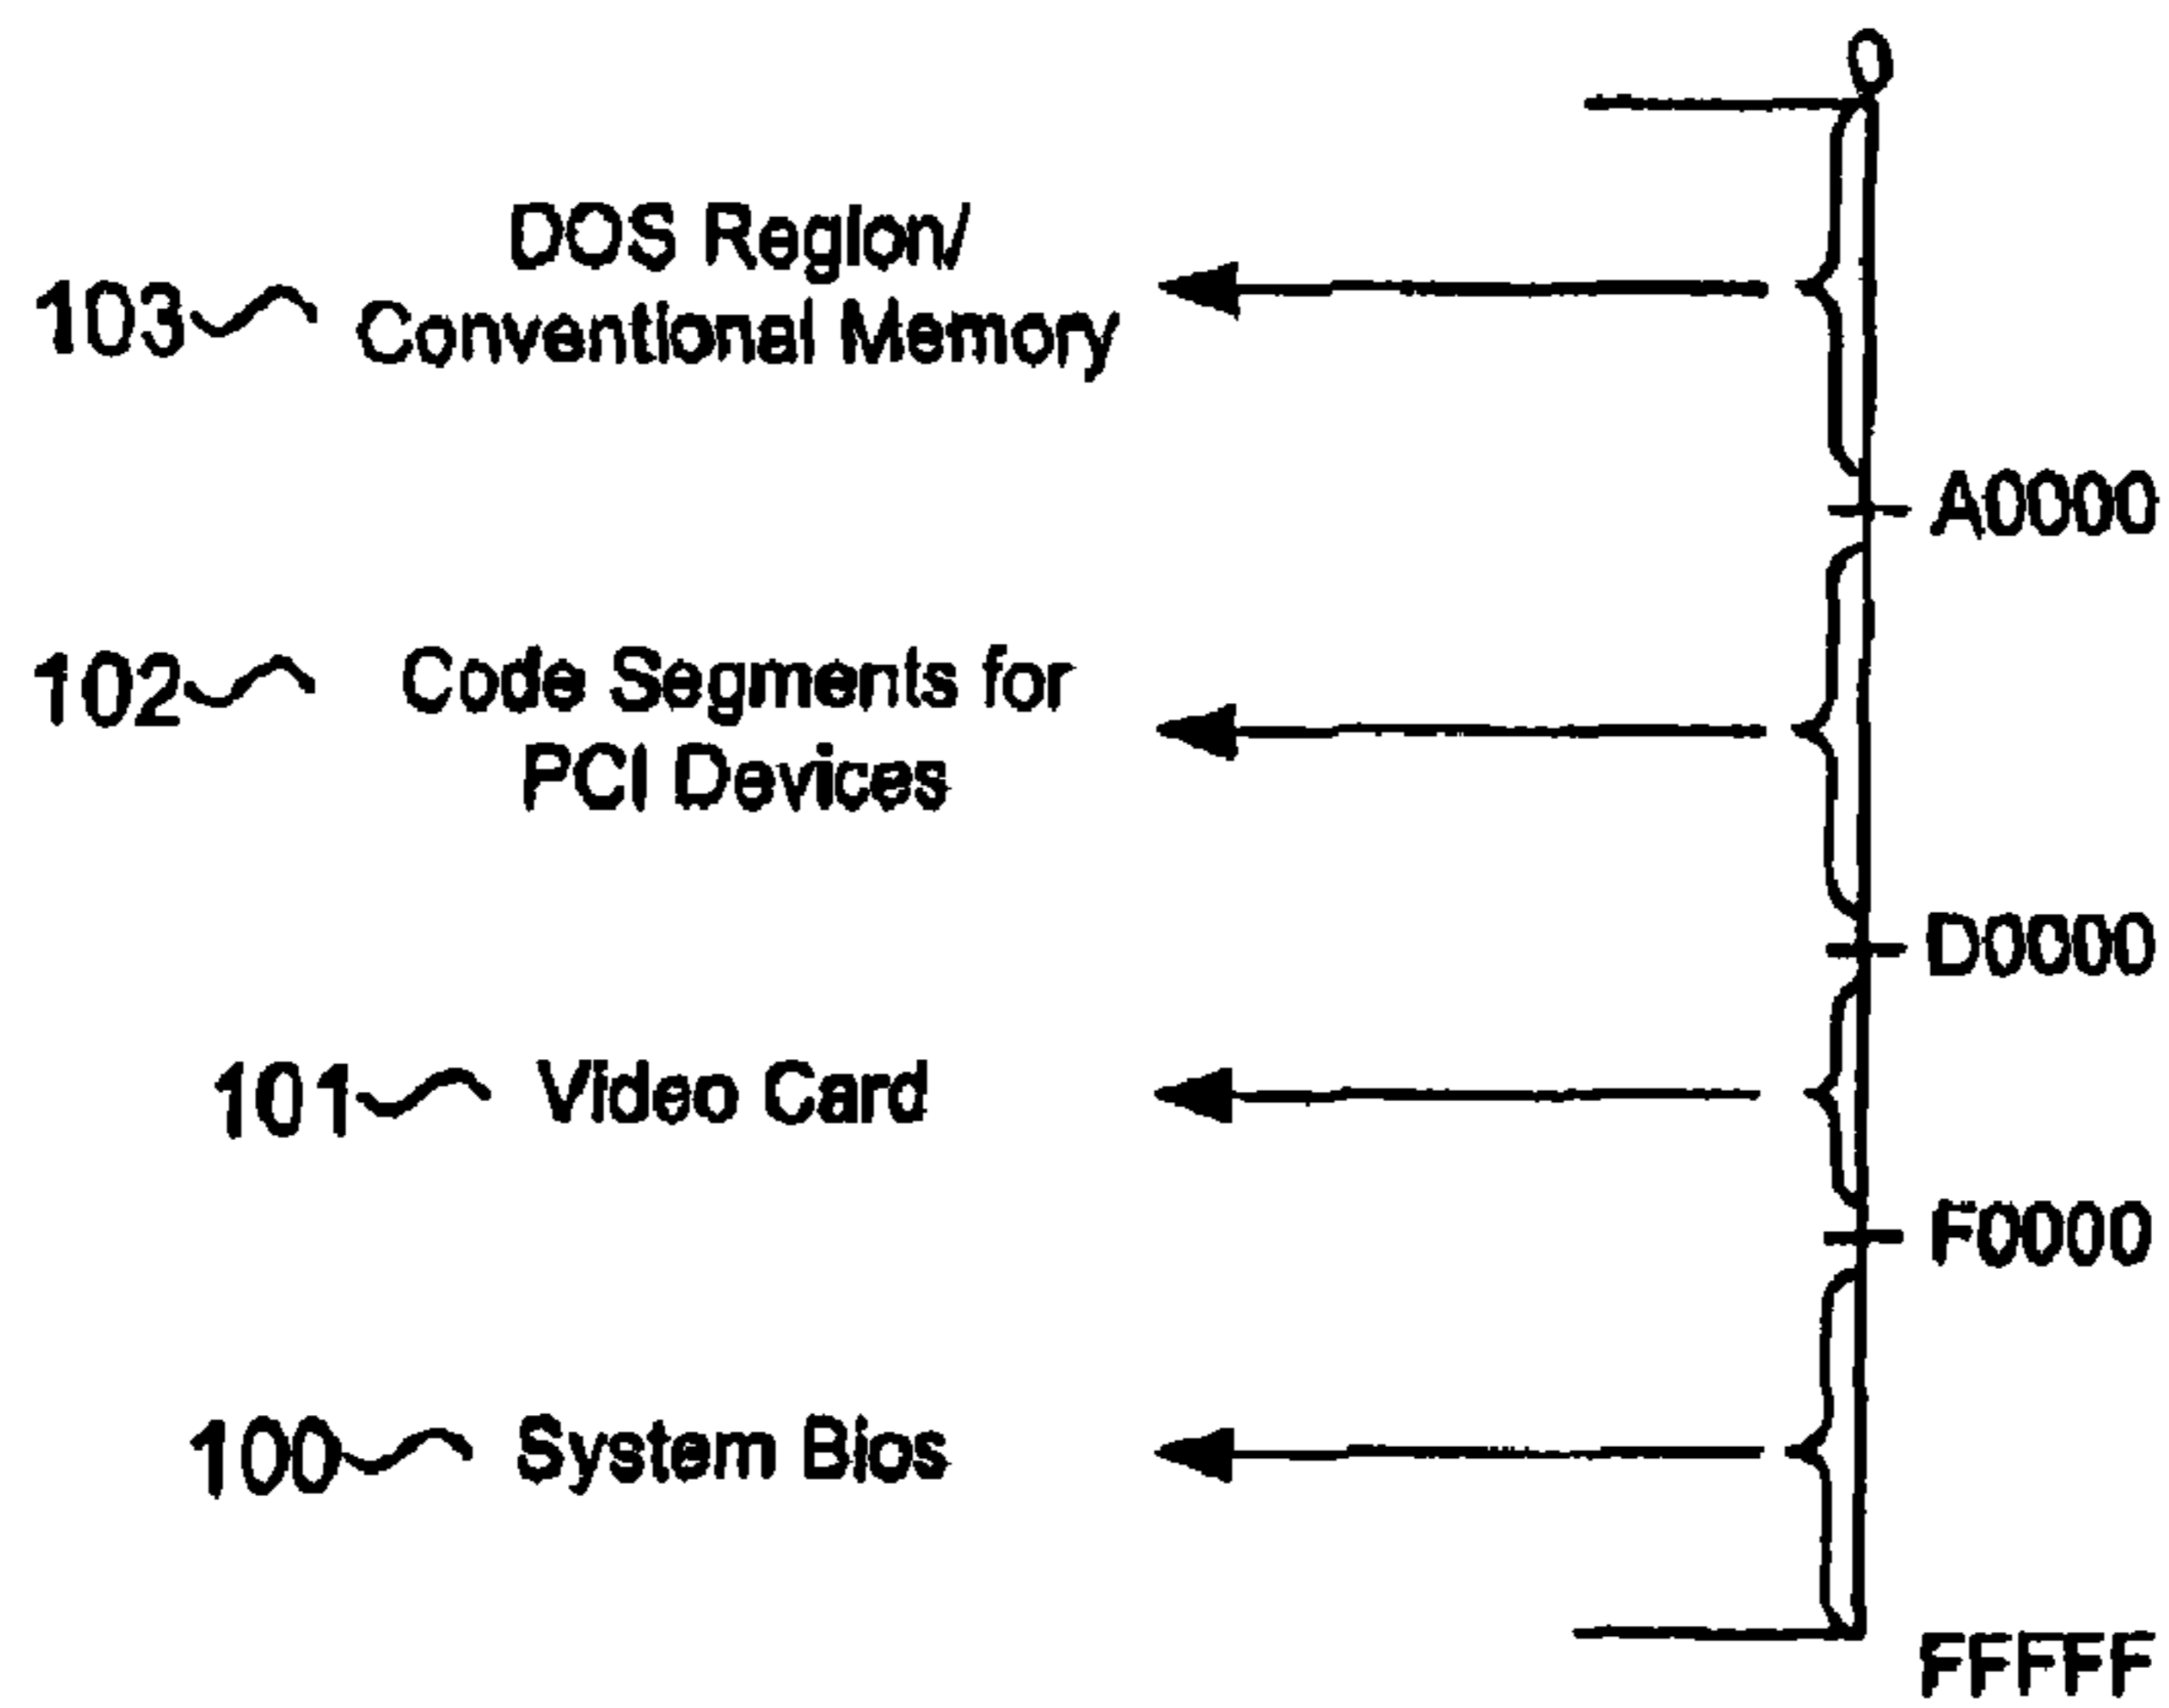 0
DOS Region/
103 Conventional Memory
A0000
102 Code Segments for
PCI Devices
D0000
101 Video Card
F0000
100 System Bios
FFFFF